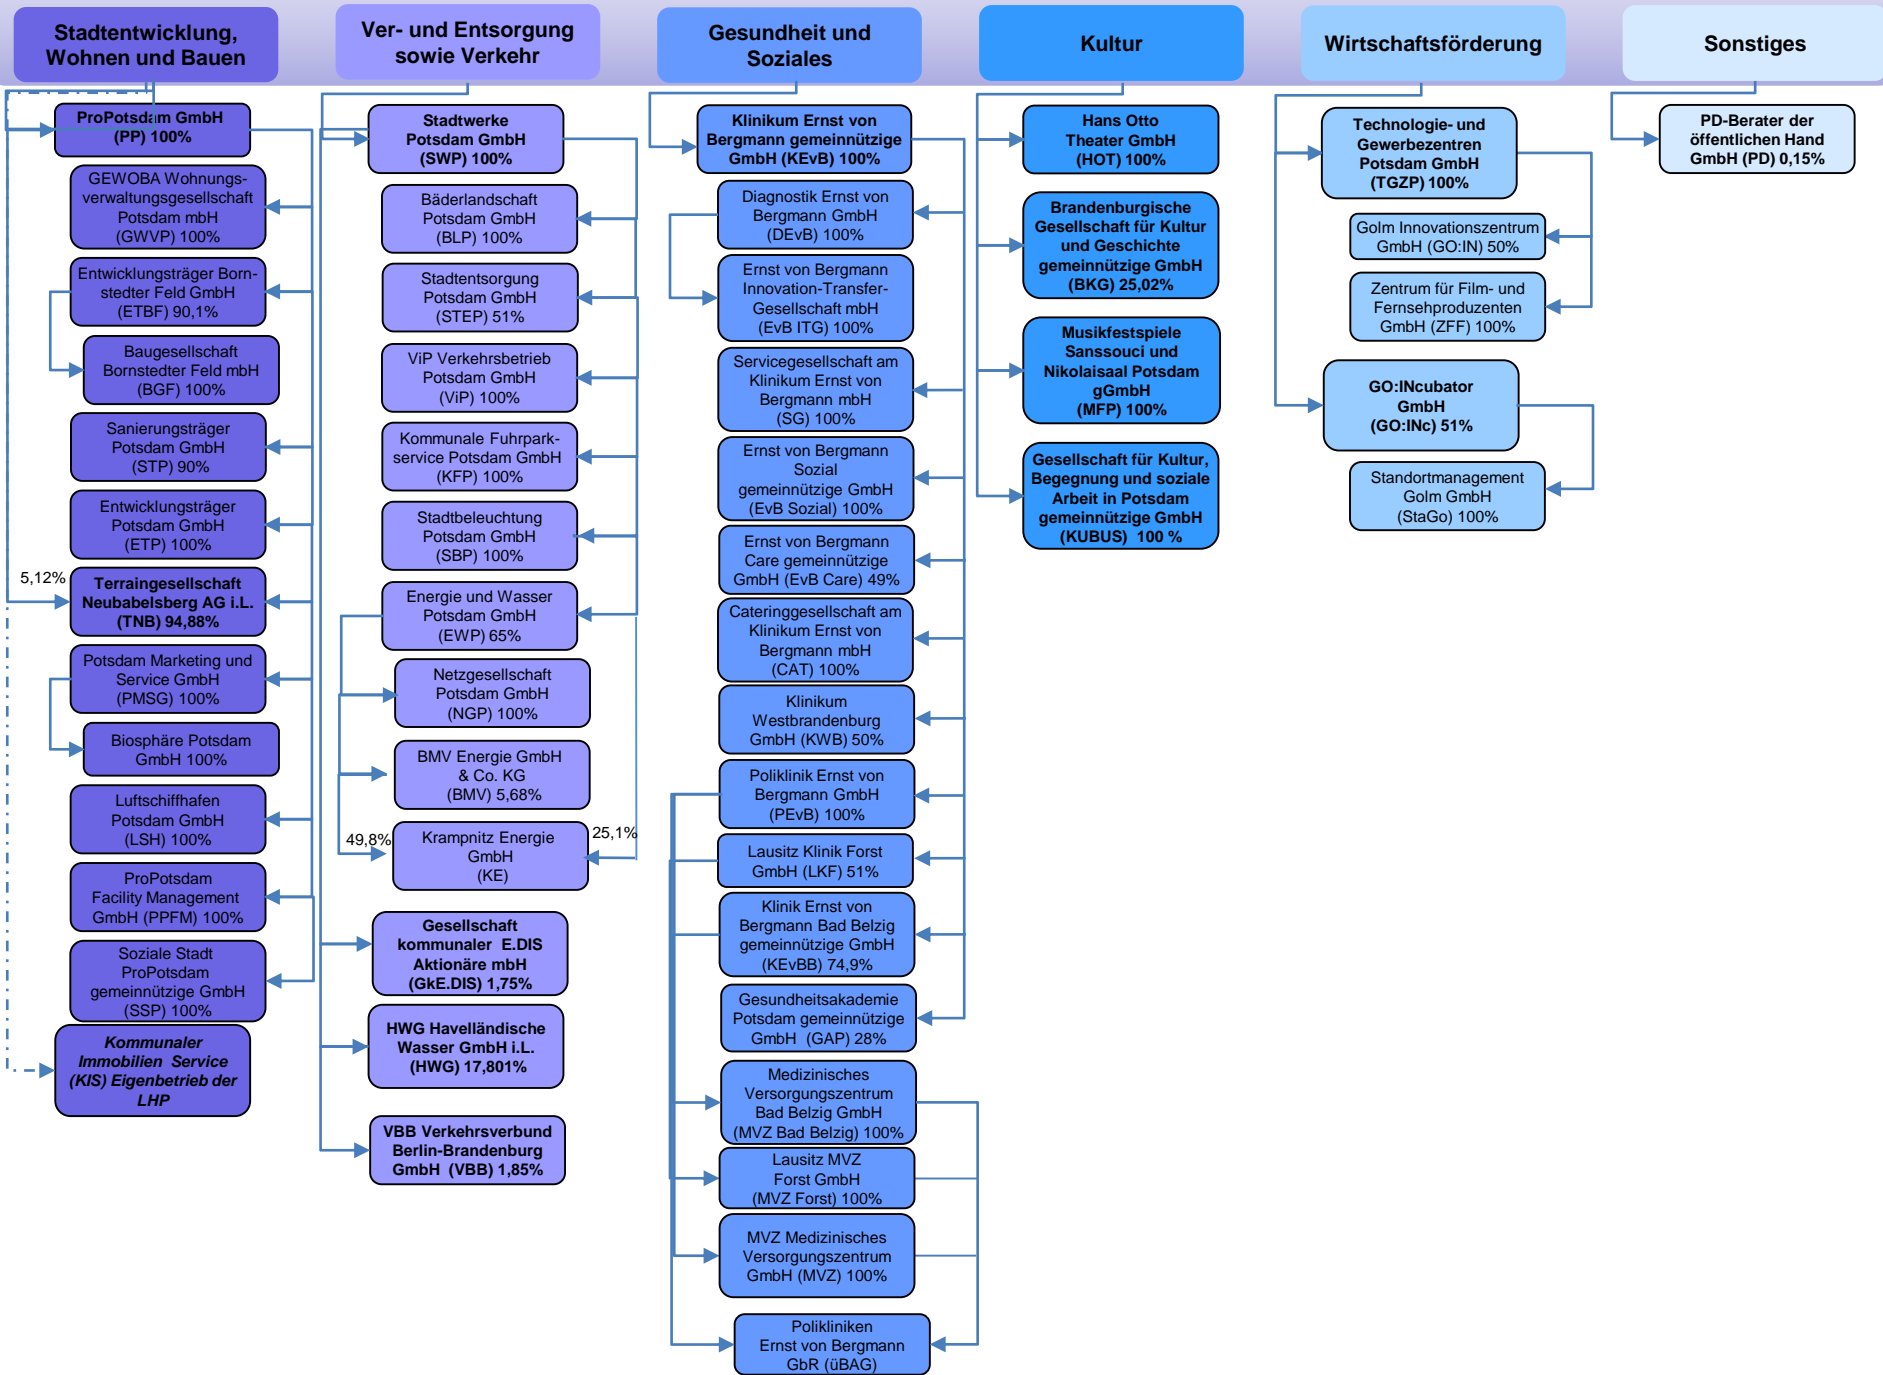 Stadtentwicklung,
Wohnen und Bauen
ProPotsdam GmbH
(PP) 100%
GEWOBA Wohnungs-
verwaltungsgesellschaft
Potsdam mbH
(GWVP) 100%
Entwicklungsträger Born-
stedter Feld GmbH
(ETBF) 90,1%
Baugesellschaft
Bornstedter Feld mbH
(BGF) 100%
Sanierungsträger
Potsdam GmbH
(STP) 90%
Entwicklungsträger
Potsdam GmbH
(ETP) 100%
5,12%
Terraingesellschaft
Neubabelsberg AG i.L.
(TNB) 94,88%
Potsdam Marketing und
Service GmbH
(PMSG) 100%
Biosphäre Potsdam
GmbH 100%
Luftschiffhafen
Potsdam GmbH
(LSH) 100%
ProPotsdam
Facility Management
GmbH (PPFM) 100%
Soziale Stadt
ProPotsdam
gemeinnützige GmbH
(SSP) 100%
Kommunaler
Immobilien Service
(KIS) Eigenbetrieb der
LHP
Ver- und Entsorgung
sowie Verkehr
Stadtwerke
Potsdam GmbH
(SWP) 100%
Bäderlandschaft
Potsdam GmbH
(BLP) 100%
Stadtentsorgung
Potsdam GmbH
(STEP) 51%
ViP Verkehrsbetrieb
Potsdam GmbH
(ViP) 100%
Kommunale Fuhrpark-
service Potsdam GmbH
(KFP) 100%
Stadtbeleuchtung
Potsdam GmbH
(SBP) 100%
Energie und Wasser
Potsdam GmbH
(EWP) 65%
Netzgesellschaft
Potsdam GmbH
(NGP) 100%
BMV Energie GmbH
& Co. KG
(BMV) 5,68%
49,8%
25,1%
Krampnitz Energie
GmbH
(KE)
Gesellschaft
kommunaler E.DIS
Aktionäre mbH
(GkE.DIS) 1,75%
HWG Havelländische
Wasser GmbH i.L.
(HWG) 17,801%
VBB Verkehrsverbund
Berlin-Brandenburg
GmbH (VBB) 1,85%
Gesundheit und
Soziales
Klinikum Ernst von
Bergmann gemeinnützige
GmbH (KEvB) 100%
Diagnostik Ernst von
Bergmann GmbH
(DEvB) 100%
Ernst von Bergmann
Innovation-Transfer-
Gesellschaft mbH
(EvB ITG) 100%
Servicegesellschaft am
Klinikum Ernst von
Bergmann mbH
(SG) 100%
Ernst von Bergmann
Sozial
gemeinnützige GmbH
(EvB Sozial) 100%
Ernst von Bergmann
Care gemeinnützige
GmbH (EvB Care) 49%
Cateringgesellschaft am
Klinikum Ernst von
Bergmann mbH
(CAT) 100%
Klinikum
Westbrandenburg
GmbH (KWB) 50%
Poliklinik Ernst von
Bergmann GmbH
(PEvB) 100%
Lausitz Klinik Forst
GmbH (LKF) 51%
Klinik Ernst von
Bergmann Bad Belzig
gemeinnützige GmbH
(KEvBB) 74,9%
Gesundheitsakademie
Potsdam gemeinnützige
GmbH (GAP) 28%
Medizinisches
Versorgungszentrum
Bad Belzig GmbH
(MVZ Bad Belzig) 100%
Lausitz MVZ
Forst GmbH
(MVZ Forst) 100%
MVZ Medizinisches
Versorgungszentrum
GmbH (MVZ) 100%
Polikliniken
Ernst von Bergmann
GbR (üBAG)
Kultur
Hans Otto
Theater GmbH
(HOT) 100%
Brandenburgische
Gesellschaft für Kultur
und Geschichte
gemeinnützige GmbH
(BKG) 25,02%
Musikfestspiele
Sanssouci und
Nikolaisaal Potsdam
gGmbH
(MFP) 100%
Gesellschaft für Kultur,
Begegnung und soziale
Arbeit in Potsdam
gemeinnützige GmbH
(KUBUS) 100 %
Wirtschaftsförderung
Technologie- und
Gewerbezentren
Potsdam GmbH
(TGZP) 100%
Golm Innovationszentrum
GmbH (GO:IN) 50%
Zentrum für Film- und
Fernsehproduzenten
GmbH (ZFF) 100%
GO:INcubator
GmbH
(GO:INc) 51%
Standortmanagement
Golm GmbH
(StaGo) 100%
Sonstiges
PD-Berater der
öffentlichen Hand
GmbH (PD) 0,15%